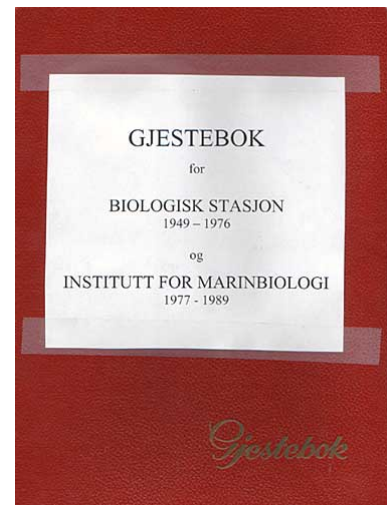 GJESTEBOK
for
BIOLOGISK STASJON
1949 – 1976
og
INSTITUTT FOR MARINBIOLOGI
1977 - 1989
Gjestebok